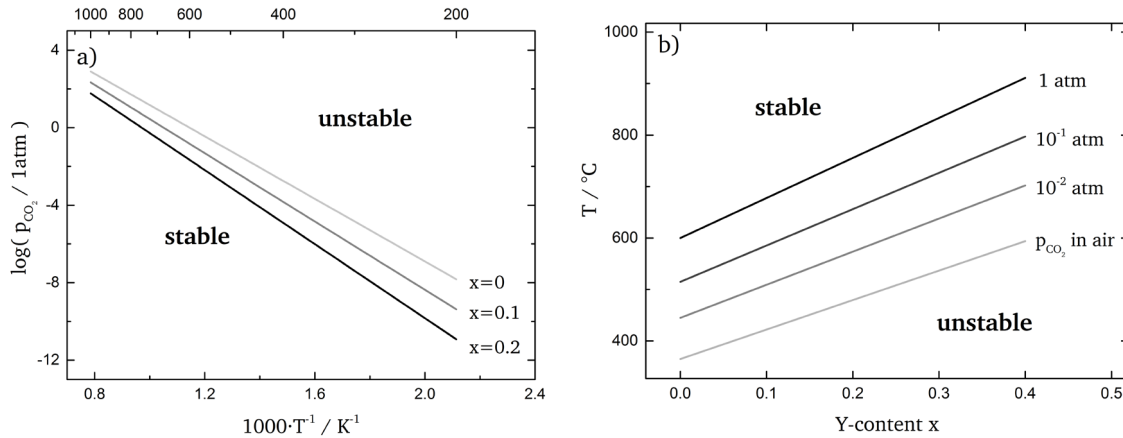 1000 800 600 400 200
a)
4
0
-4
-8
-12
log( p_CO₂ / 1atm)
unstable
stable
x=0
x=0.1
x=0.2
0.8 1.2 1.6 2.0 2.4
1000·T⁻¹ / K⁻¹
b)
1000
800
600
400
T / °C
stable
1 atm
10⁻¹ atm
10⁻² atm
p_CO₂ in air
unstable
0.0 0.1 0.2 0.3 0.4 0.5
Y-content x